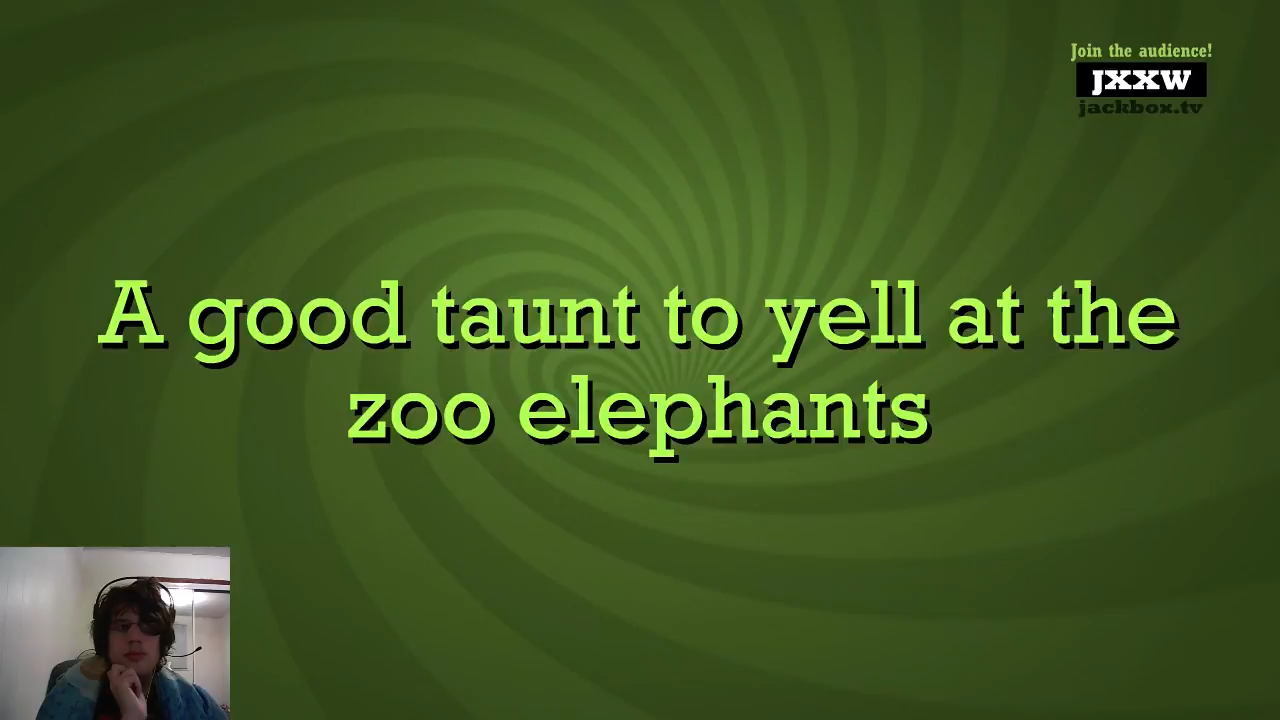 Join the audience!
JXXW
jackbox.tv
A good taunt to yell at the
zoo elephants